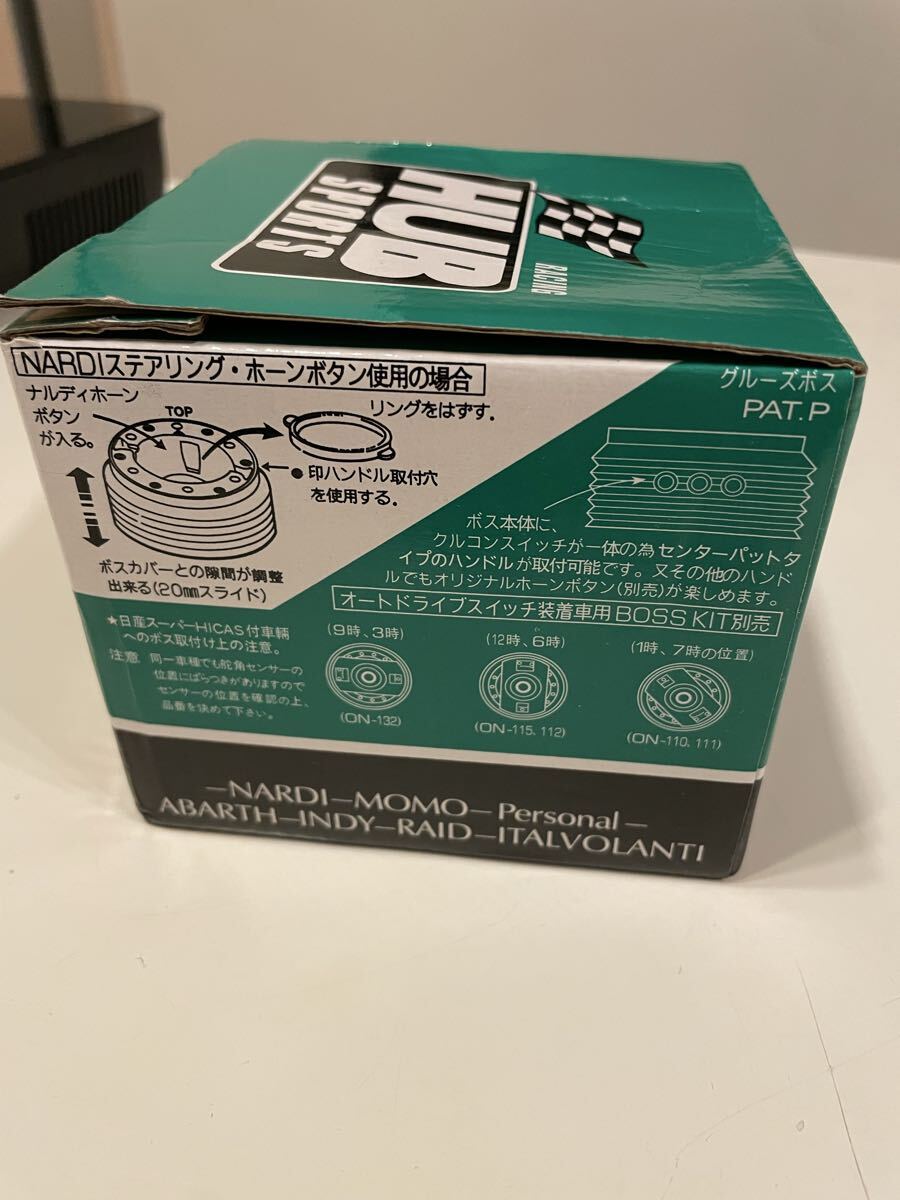 HUB
SPORTS
RACING
NARDIステアリング・ホーンボタン使用の場合
ナルディホーン
ボタン
が入る。
TOP
リングをはずす.
●印ハンドル取付穴
を使用する.
ボスカバーとの隙間が調整
出来る(20mmスライド)
グルーズボス
PAT.P
ボス本体に、
クルコンスイッチが一体の為センターパットタ
イプのハンドルが取付可能です。又その他のハンド
ルでもオリジナルホーンボタン(別売)が楽しめます。
オートドライブスイッチ装着車用BOSS KIT別売
★日産スーパーHICAS付車輌
へのボス取付け上の注意。
注意 同一車種でも舵角センサーの
位置にばらつきがありますので
センサーの位置を確認の上、
品番を決めて下さい。
(9時、3時)
(ON-132)
(12時、6時)
(ON-115, 112)
(1時、7時の位置)
(ON-110, 111)
—NARDI—MOMO—Personal—
ABARTH—INDY—RAID—ITALVOLANTI